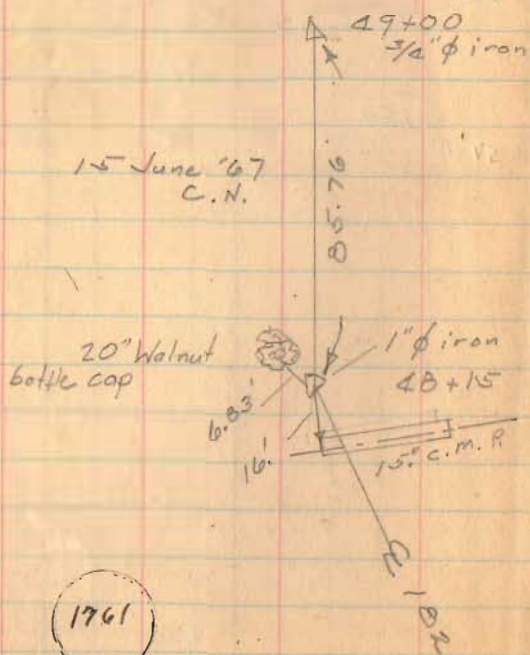 49+00
3/4" φ iron
15 June '67
C.N.
85.76'
20" Walnut
bottle cap
1" φ iron
48+15
6.83'
16'
15" C.m.P.
182
1761